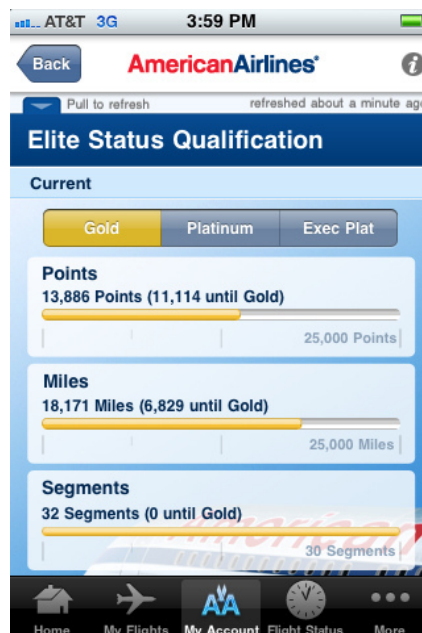 AT&T 3G 3:59 PM
Back AmericanAirlines®
Pull to refresh refreshed about a minute ago
Elite Status Qualification
Current
Gold Platinum Exec Plat
Points
13,886 Points (11,114 until Gold)
25,000 Points
Miles
18,171 Miles (6,829 until Gold)
25,000 Miles
Segments
32 Segments (0 until Gold)
American
30 Segments
AA
Home My Flights My Account Flight Status More